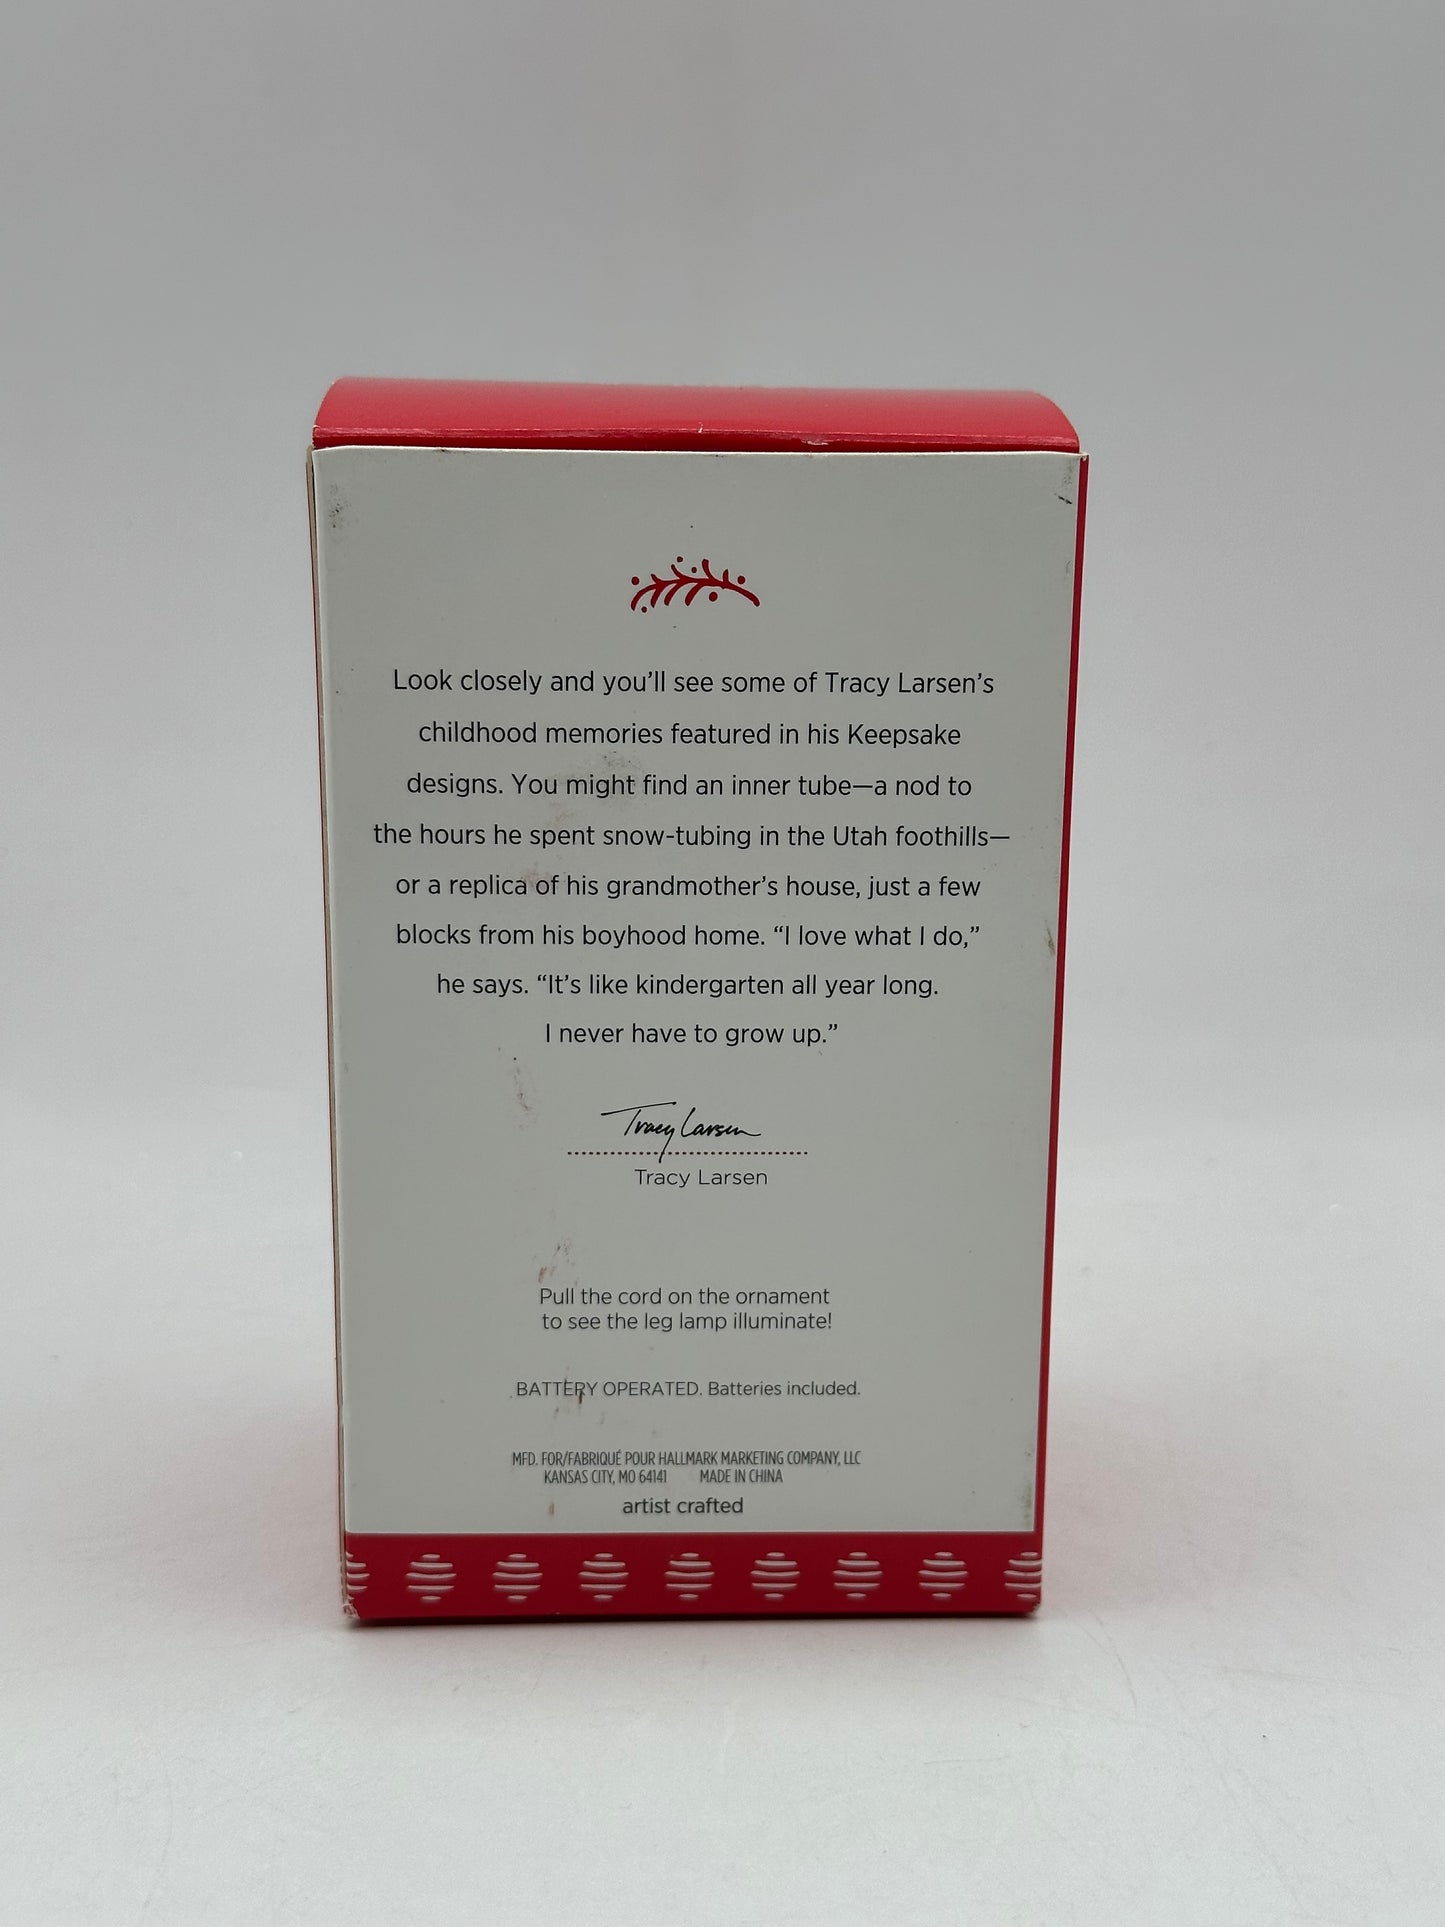 Look closely and you’ll see some of Tracy Larsen’s
childhood memories featured in his Keepsake
designs. You might find an inner tube—a nod to
the hours he spent snow-tubing in the Utah foothills—
or a replica of his grandmother’s house, just a few
blocks from his boyhood home. “I love what I do,”
he says. “It’s like kindergarten all year long.
I never have to grow up.”
Tracy Larsen
Tracy Larsen
Pull the cord on the ornament
to see the leg lamp illuminate!
BATTERY OPERATED. Batteries included.
MFD. FOR/FABRIQUÉ POUR HALLMARK MARKETING COMPANY, LLC
KANSAS CITY, MO 64141 MADE IN CHINA
artist crafted